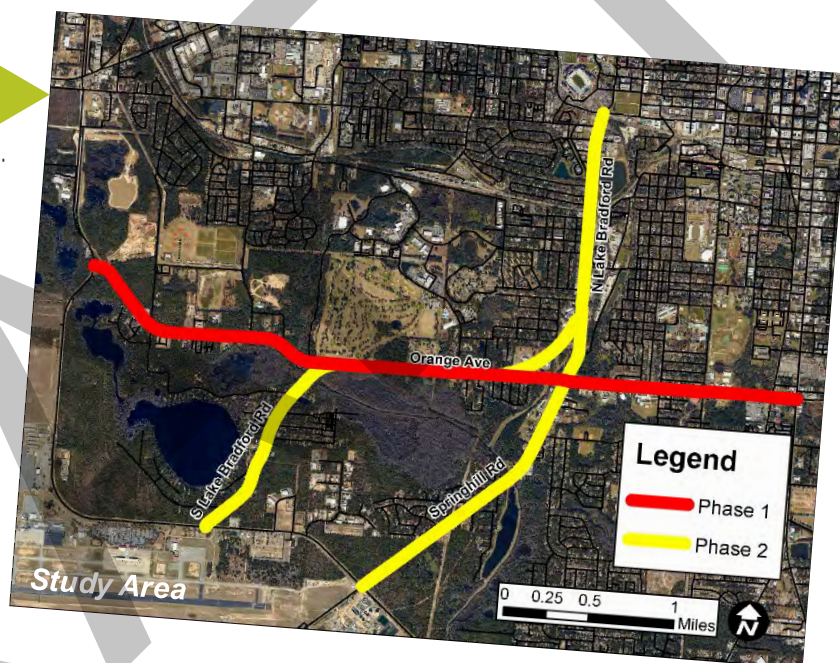 N Lake Bradford Rd
Orange Ave
S Lake Bradford Rd
Springhill Rd
Legend
Phase 1
Phase 2
Study Area
0 0.25 0.5 1
Miles
N
.